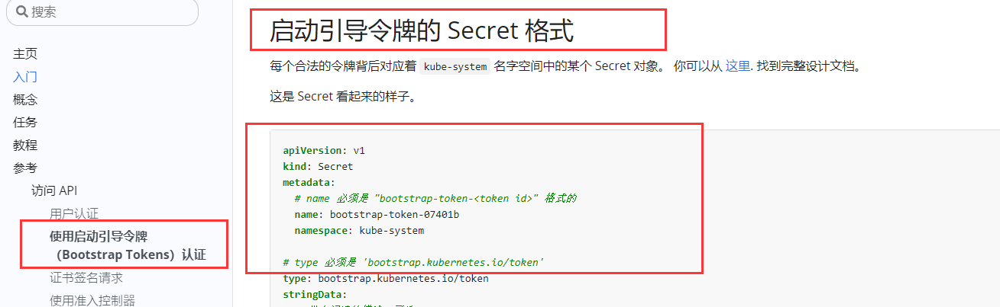 搜索
主页
入门
概念
任务
教程
参考
访问 API
用户认证
使用启动引导令牌
（Bootstrap Tokens）认证
证书签名请求
使用准入控制器
启动引导令牌的 Secret 格式
每个合法的令牌背后对应着 kube-system 名字空间中的某个 Secret 对象。 你可以从 这里. 找到完整设计文档。
这是 Secret 看起来的样子。
apiVersion: v1
kind: Secret
metadata:
# name 必须是 "bootstrap-token-<token id>" 格式的
name: bootstrap-token-07401b
namespace: kube-system
# type 必须是 'bootstrap.kubernetes.io/token'
type: bootstrap.kubernetes.io/token
stringData: